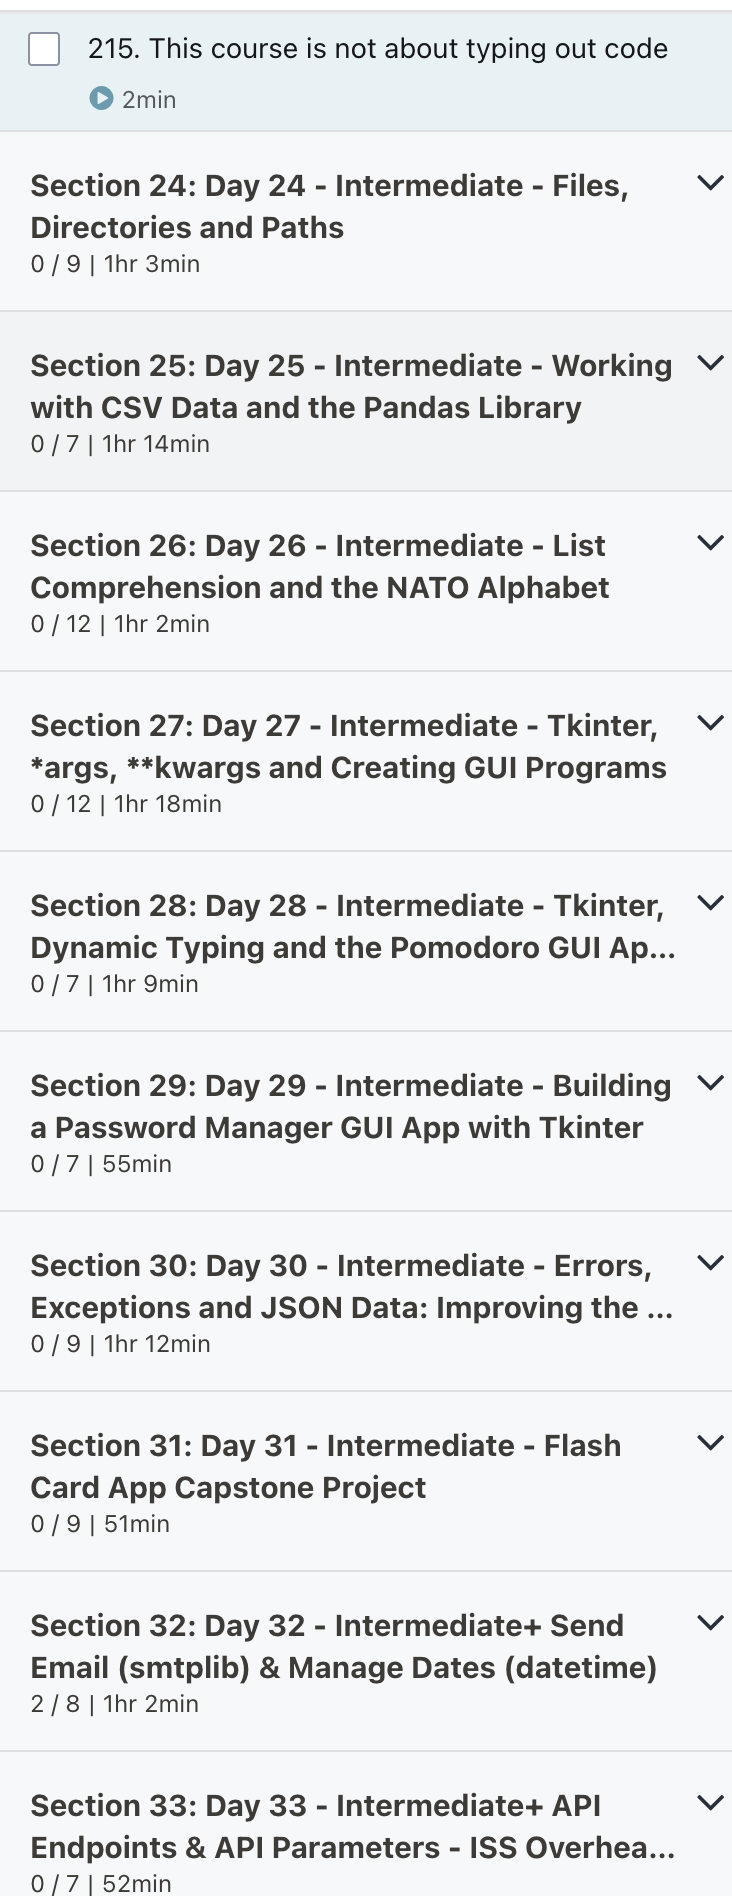 215. This course is not about typing out code
2min
Section 24: Day 24 - Intermediate - Files,
Directories and Paths
0 / 9 | 1hr 3min
Section 25: Day 25 - Intermediate - Working
with CSV Data and the Pandas Library
0 / 7 | 1hr 14min
Section 26: Day 26 - Intermediate - List
Comprehension and the NATO Alphabet
0 / 12 | 1hr 2min
Section 27: Day 27 - Intermediate - Tkinter,
*args, **kwargs and Creating GUI Programs
0 / 12 | 1hr 18min
Section 28: Day 28 - Intermediate - Tkinter,
Dynamic Typing and the Pomodoro GUI Ap...
0 / 7 | 1hr 9min
Section 29: Day 29 - Intermediate - Building
a Password Manager GUI App with Tkinter
0 / 7 | 55min
Section 30: Day 30 - Intermediate - Errors,
Exceptions and JSON Data: Improving the ...
0 / 9 | 1hr 12min
Section 31: Day 31 - Intermediate - Flash
Card App Capstone Project
0 / 9 | 51min
Section 32: Day 32 - Intermediate+ Send
Email (smtplib) & Manage Dates (datetime)
2 / 8 | 1hr 2min
Section 33: Day 33 - Intermediate+ API
Endpoints & API Parameters - ISS Overhea...
0 / 7 | 52min